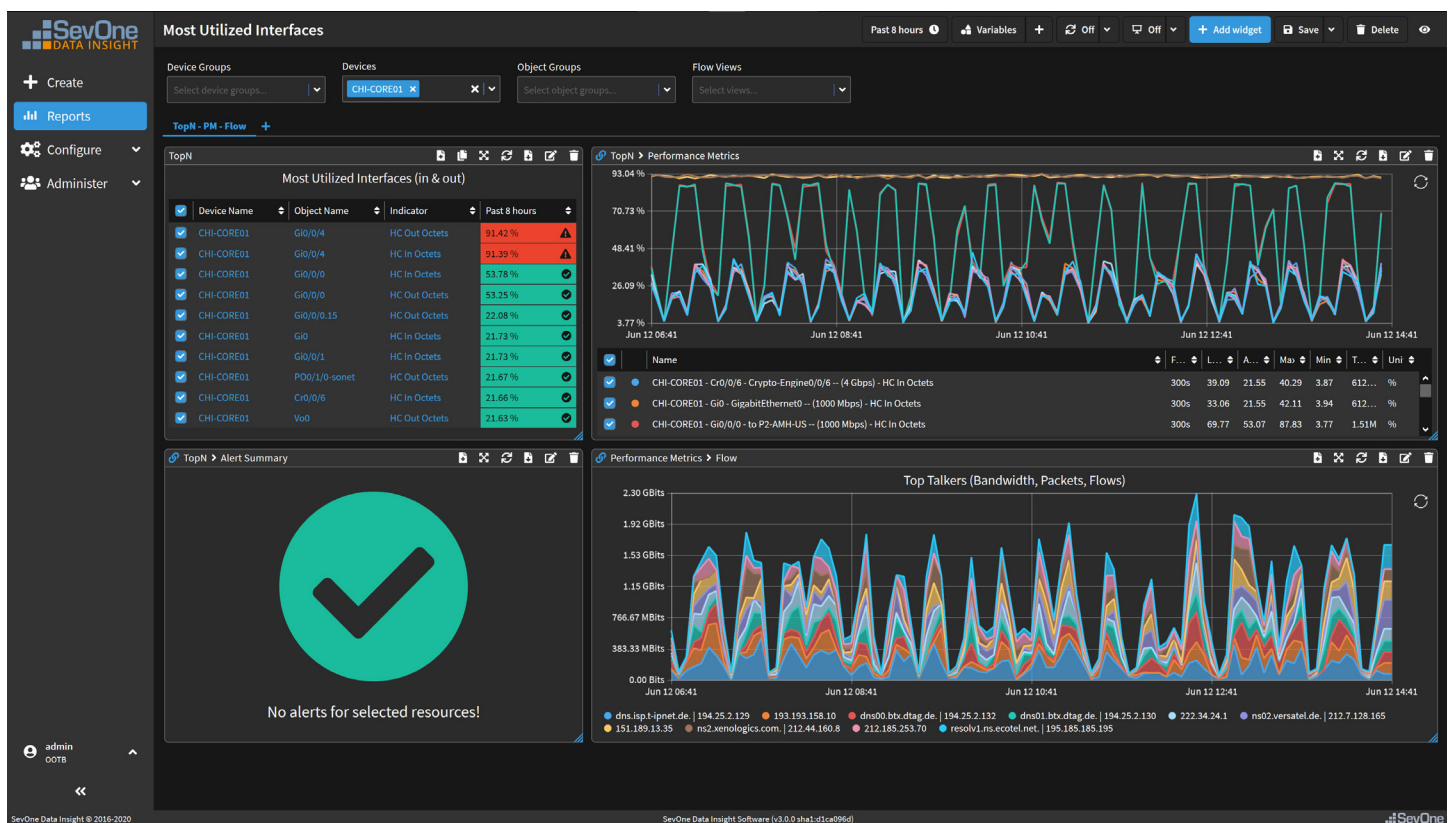 SevOne
DATA INSIGHT
Create
Reports
Configure
Administer
admin
OOTB
Most Utilized Interfaces
Past 8 hours
Variables
Off
Off
Add widget
Save
Delete
Device Groups
Devices
Object Groups
Flow Views
Select device groups...
CHI-CORE01
Select object groups...
Select views...
TopN - PM - Flow
TopN
Most Utilized Interfaces (in & out)
Device Name Object Name Indicator Past 8 hours
CHI-CORE01 Gi0/0/4 HC Out Octets 91.42 %
CHI-CORE01 Gi0/0/4 HC In Octets 91.39 %
CHI-CORE01 Gi0/0/0 HC In Octets 53.78 %
CHI-CORE01 Gi0/0/0 HC Out Octets 53.25 %
CHI-CORE01 Gi0/0/0.15 HC Out Octets 22.08 %
CHI-CORE01 Gi0 HC In Octets 21.73 %
CHI-CORE01 Gi0/0/1 HC In Octets 21.73 %
CHI-CORE01 PO0/1/0-sonet HC Out Octets 21.67 %
CHI-CORE01 Cr0/0/6 HC In Octets 21.66 %
CHI-CORE01 Vo0 HC Out Octets 21.63 %
TopN > Performance Metrics
93.04 %
70.73 %
48.41 %
26.09 %
3.77 %
Jun 12 06:41 Jun 12 08:41 Jun 12 10:41 Jun 12 12:41 Jun 12 14:41
Name F... L... A... Max Min T... Uni
CHI-CORE01 - Cr0/0/6 - Crypto-Engine0/0/6 -- (4 Gbps) - HC In Octets 300s 39.09 21.55 40.29 3.87 612... %
CHI-CORE01 - Gi0 - GigabitEthernet0 -- (1000 Mbps) - HC In Octets 300s 33.06 21.55 42.11 3.94 612... %
CHI-CORE01 - Gi0/0/0 - to P2-AMH-US -- (1000 Mbps) - HC In Octets 300s 69.77 53.07 87.83 3.77 1.51M %
TopN > Alert Summary
No alerts for selected resources!
Performance Metrics > Flow
Top Talkers (Bandwidth, Packets, Flows)
2.30 GBits
1.92 GBits
1.53 GBits
1.15 GBits
766.67 MBits
383.33 MBits
0.00 Bits
Jun 12 06:41 Jun 12 08:41 Jun 12 10:41 Jun 12 12:41 Jun 12 14:41
dns.isp.t-ipnet.de. | 194.25.2.129 193.193.158.10 dns00.btx.dtag.de. | 194.25.2.132 dns01.btx.dtag.de. | 194.25.2.130 222.34.24.1 ns02.versatel.de. | 212.7.128.165
151.189.13.35 ns2.xenologics.com. | 212.44.160.8 212.185.253.70 resolv1.ns.ecotel.net. | 195.185.185.195
SevOne Data Insight © 2016-2020
SevOne Data Insight Software (v3.0.0 sha1:d1ca096d)
SevOne